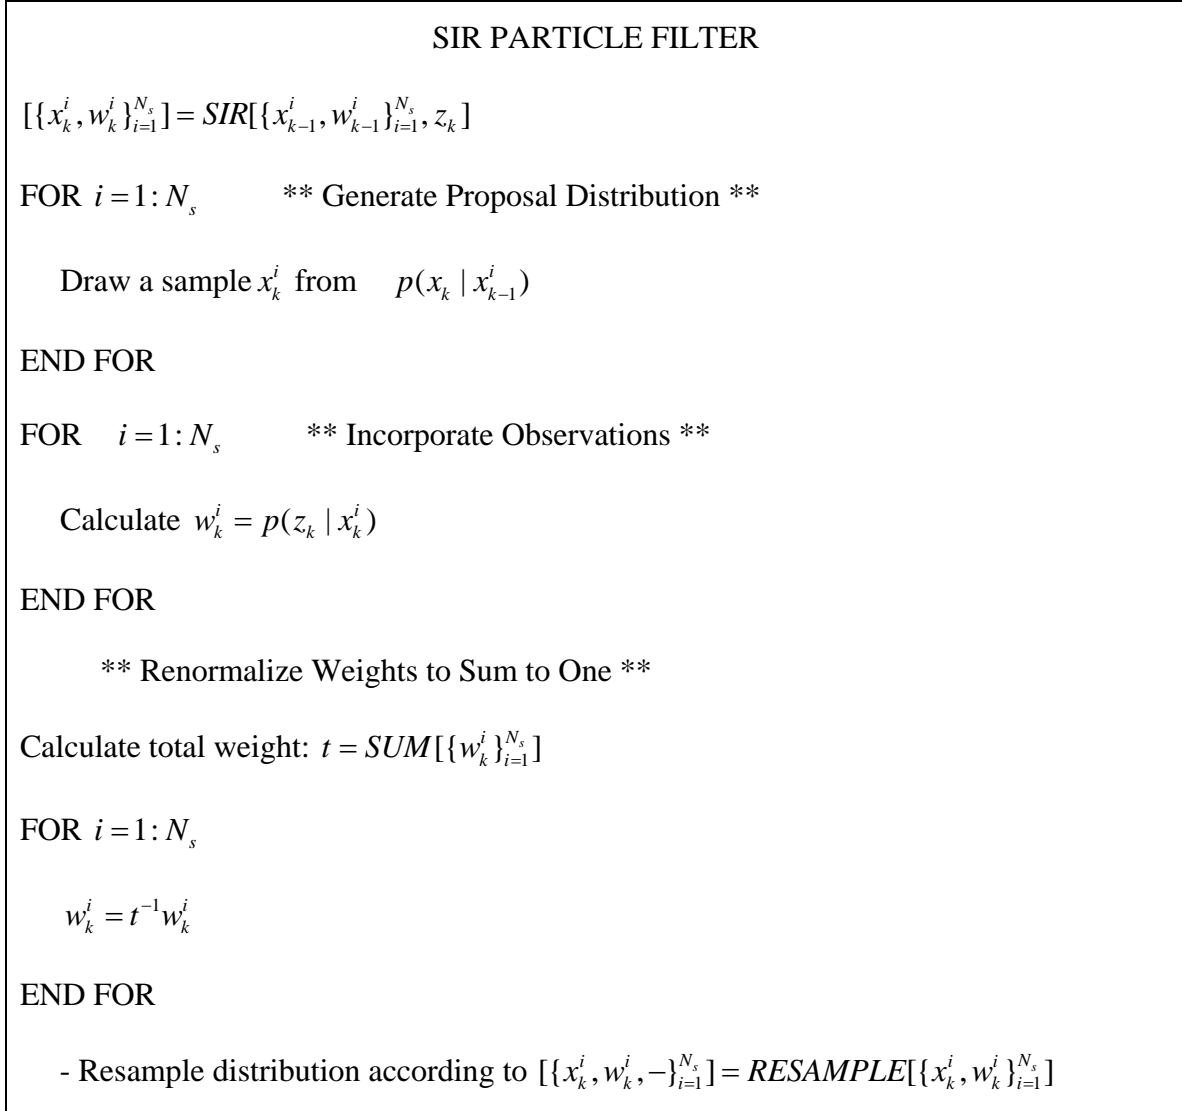 SIR PARTICLE FILTER
$[\{x_k^i, w_k^i\}_{i=1}^{N_s}] = SIR[\{x_{k-1}^i, w_{k-1}^i\}_{i=1}^{N_s}, z_k]$
FOR $i = 1 : N_s$ ** Generate Proposal Distribution **
Draw a sample $x_k^i$ from $p(x_k \mid x_{k-1}^i)$
END FOR
FOR $i = 1 : N_s$ ** Incorporate Observations **
Calculate $w_k^i = p(z_k \mid x_k^i)$
END FOR
** Renormalize Weights to Sum to One **
Calculate total weight: $t = SUM[\{w_k^i\}_{i=1}^{N_s}]$
FOR $i = 1 : N_s$
$w_k^i = t^{-1} w_k^i$
END FOR
- Resample distribution according to $[\{x_k^i, w_k^i, -\}_{i=1}^{N_s}] = RESAMPLE[\{x_k^i, w_k^i\}_{i=1}^{N_s}]$